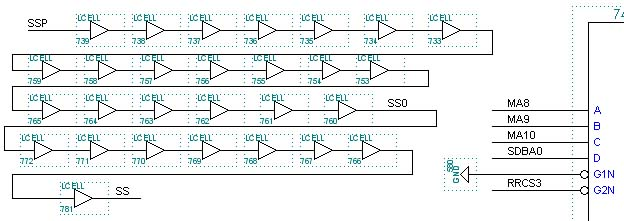 74
LCELL LCELL LCELL LCELL LCELL LCELL LCELL
SSP
739 738 737 736 735 734 733
LCELL LCELL LCELL LCELL LCELL LCELL LCELL
759 758 757 756 755 754 753
LCELL LCELL LCELL LCELL LCELL LCELL SS0
765 764 763 762 761 760
MA8 A
MA9 B
MA10 C
SDBA0 D
LCELL LCELL LCELL LCELL LCELL LCELL LCELL
772 771 770 769 768 767 766
580 GND G1N
RRCS3 G2N
LCELL SS
781